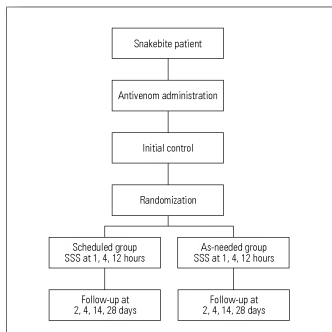 Snakebite patient
Antivenom administration
Initial control
Randomization
Scheduled group
SSS at 1, 4, 12 hours
As-needed group
SSS at 1, 4, 12 hours
Follow-up at
2, 4, 14, 28 days
Follow-up at
2, 4, 14, 28 days